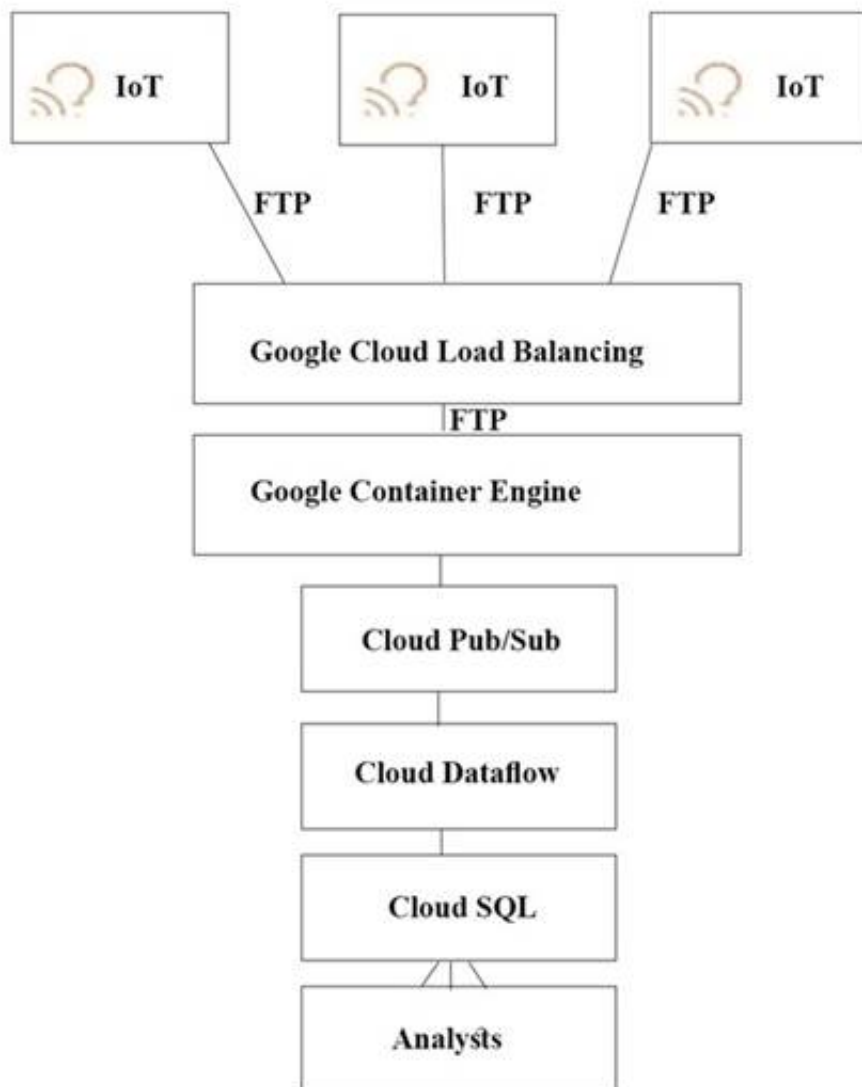 IoT
IoT
IoT
FTP
FTP
FTP
Google Cloud Load Balancing
FTP
Google Container Engine
Cloud Pub/Sub
Cloud Dataflow
Cloud SQL
Analysts